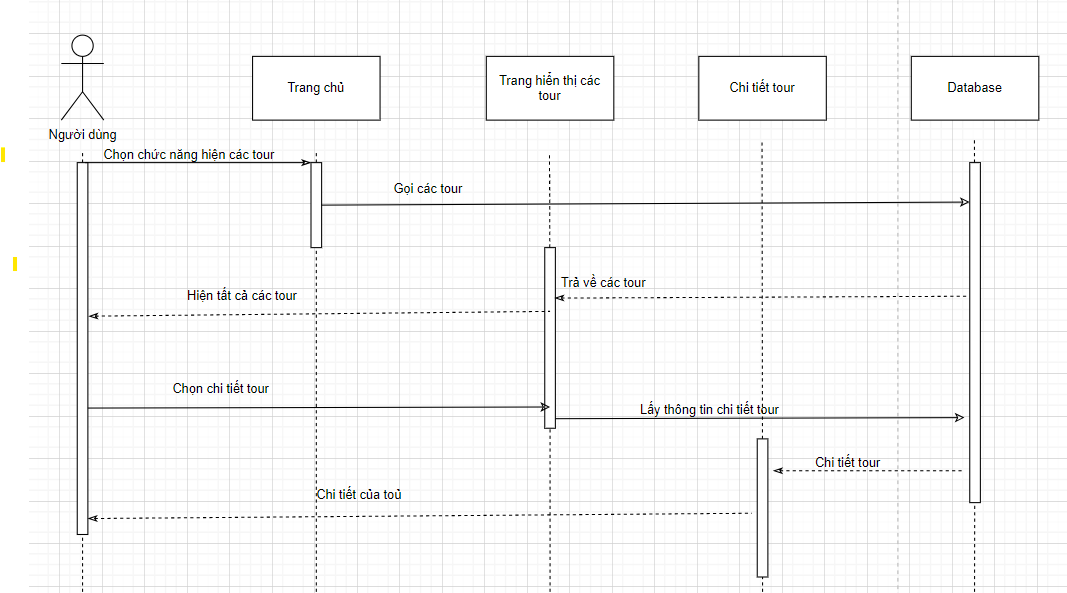 Trang chủ
Trang hiển thị các
tour
Chi tiết tour
Database
Người dùng
Chọn chức năng hiện các tour
Gọi các tour
Trả về các tour
Hiện tất cả các tour
Chọn chi tiết tour
Lấy thông tin chi tiết tour
Chi tiết tour
Chi tiết của toủ